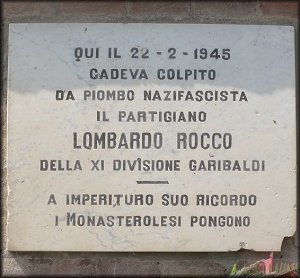 QUI IL 22-2-1945
CADEVA COLPITO
DA PIOMBO NAZIFASCISTA
IL PARTIGIANO
LOMBARDO ROCCO
DELLA XI DIVISIONE GARIBALDI
A IMPERITURO SUO RICORDO
I MONASTEROLESI PONGONO